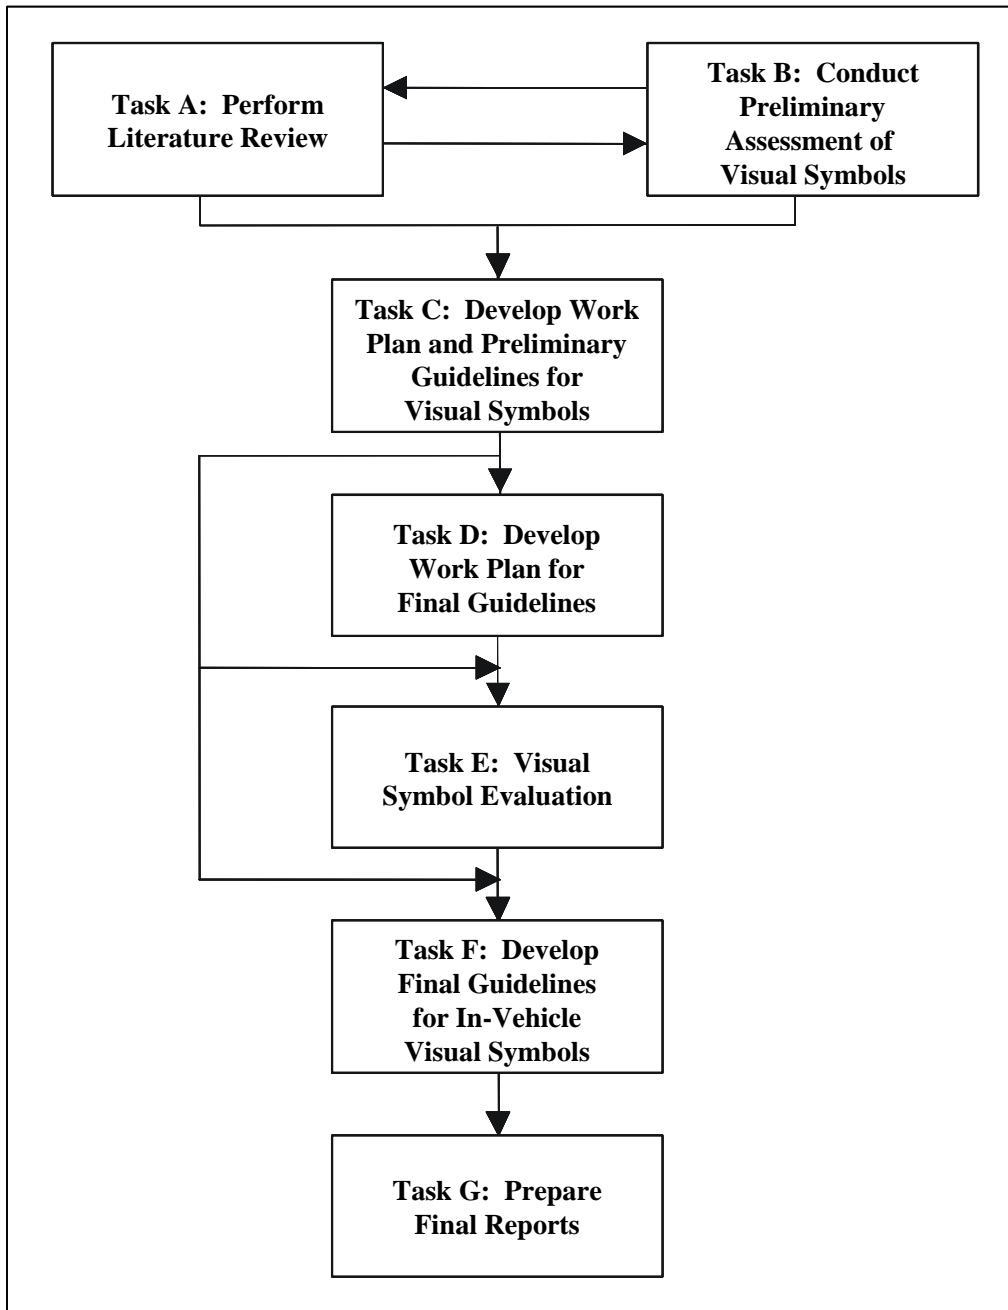 Task A:  Perform
Literature Review
Task B:  Conduct
Preliminary
Assessment of
Visual Symbols
Task C:  Develop Work
Plan and Preliminary
Guidelines for
Visual Symbols
Task D:  Develop
Work Plan for
Final Guidelines
Task E:  Visual
Symbol Evaluation
Task F:  Develop
Final Guidelines
for In-Vehicle
Visual Symbols
Task G:  Prepare
Final Reports